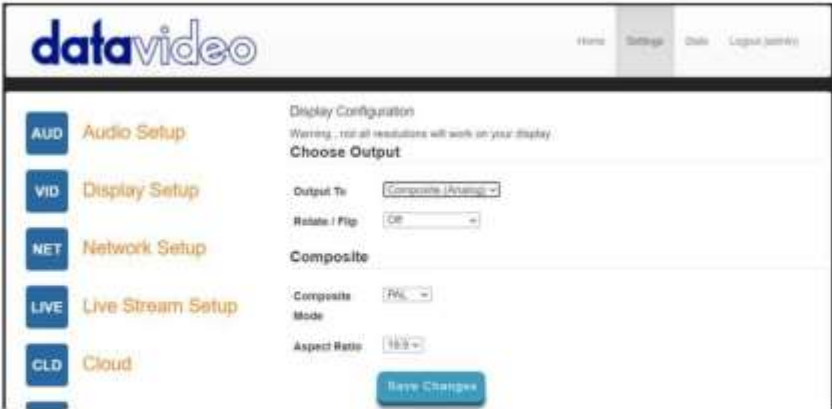 datavideo
Home Settings Stats Logout (admin)
AUD Audio Setup
VID Display Setup
NET Network Setup
LIVE Live Stream Setup
CLD Cloud
Display Configuration
Warning , not all resolutions will work on your display
Choose Output
Output To Composite (Analog)
Rotate / Flip Off
Composite
Composite Mode PAL
Aspect Ratio 16:9
Save Changes